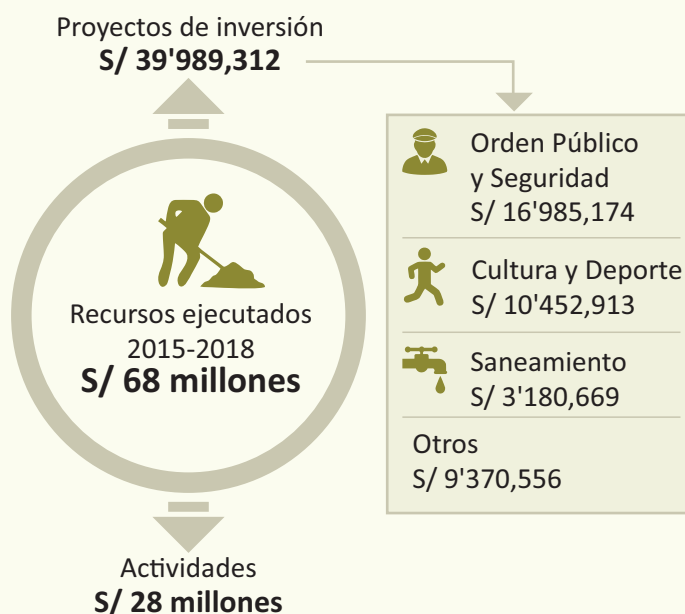 Proyectos de inversión
S/ 39'989,312
Orden Público
y Seguridad
S/ 16'985,174
Cultura y Deporte
S/ 10'452,913
Saneamiento
S/ 3'180,669
Otros
S/ 9'370,556
Recursos ejecutados
2015-2018
S/ 68 millones
Actividades
S/ 28 millones